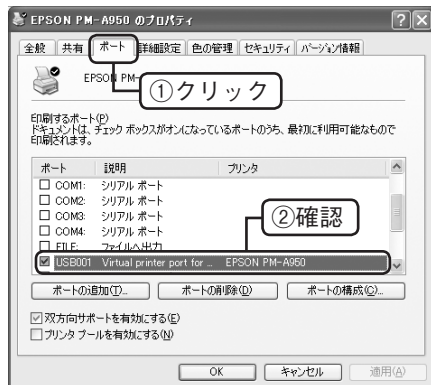 EPSON PM-A950 のプロパティ
全般 共有 ポート 詳細設定 色の管理 セキュリティ バージョン情報
EPSON PM-
①クリック
印刷するポート(P)
ドキュメントは、チェック ボックスがオンになっているポートのうち、最初に利用可能なもので
印刷されます。
ポート 説明 プリンタ
COM1: シリアル ポート
COM2: シリアル ポート
COM3: シリアル ポート
COM4: シリアル ポート
②確認
FILE: ファイルへ出力
USB001 Virtual printer port for ... EPSON PM-A950
ポートの追加(T)... ポートの削除(D) ポートの構成(C)...
双方向サポートを有効にする(E)
プリンタ プールを有効にする(N)
OK キャンセル 適用(A)